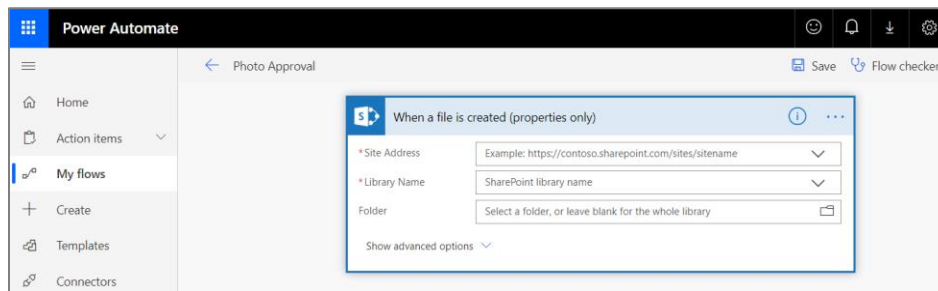 Power Automate
Photo Approval
Save
Flow checker
Home
Action items
My flows
Create
Templates
Connectors
S
When a file is created (properties only)
*Site Address
Example: https://contoso.sharepoint.com/sites/sitename
*Library Name
SharePoint library name
Folder
Select a folder, or leave blank for the whole library
Show advanced options